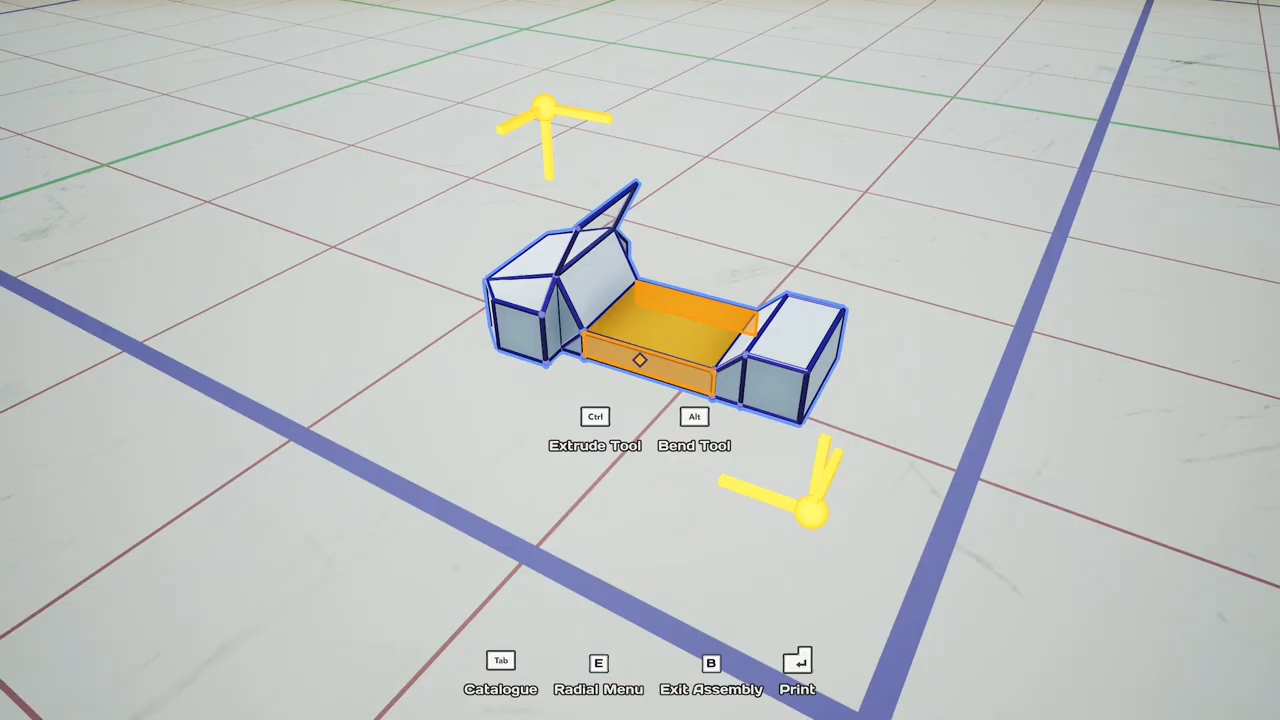 Ctrl Alt
Extrude Tool Bend Tool
Tab E B
Catalogue Radial Menu Exit Assembly Print